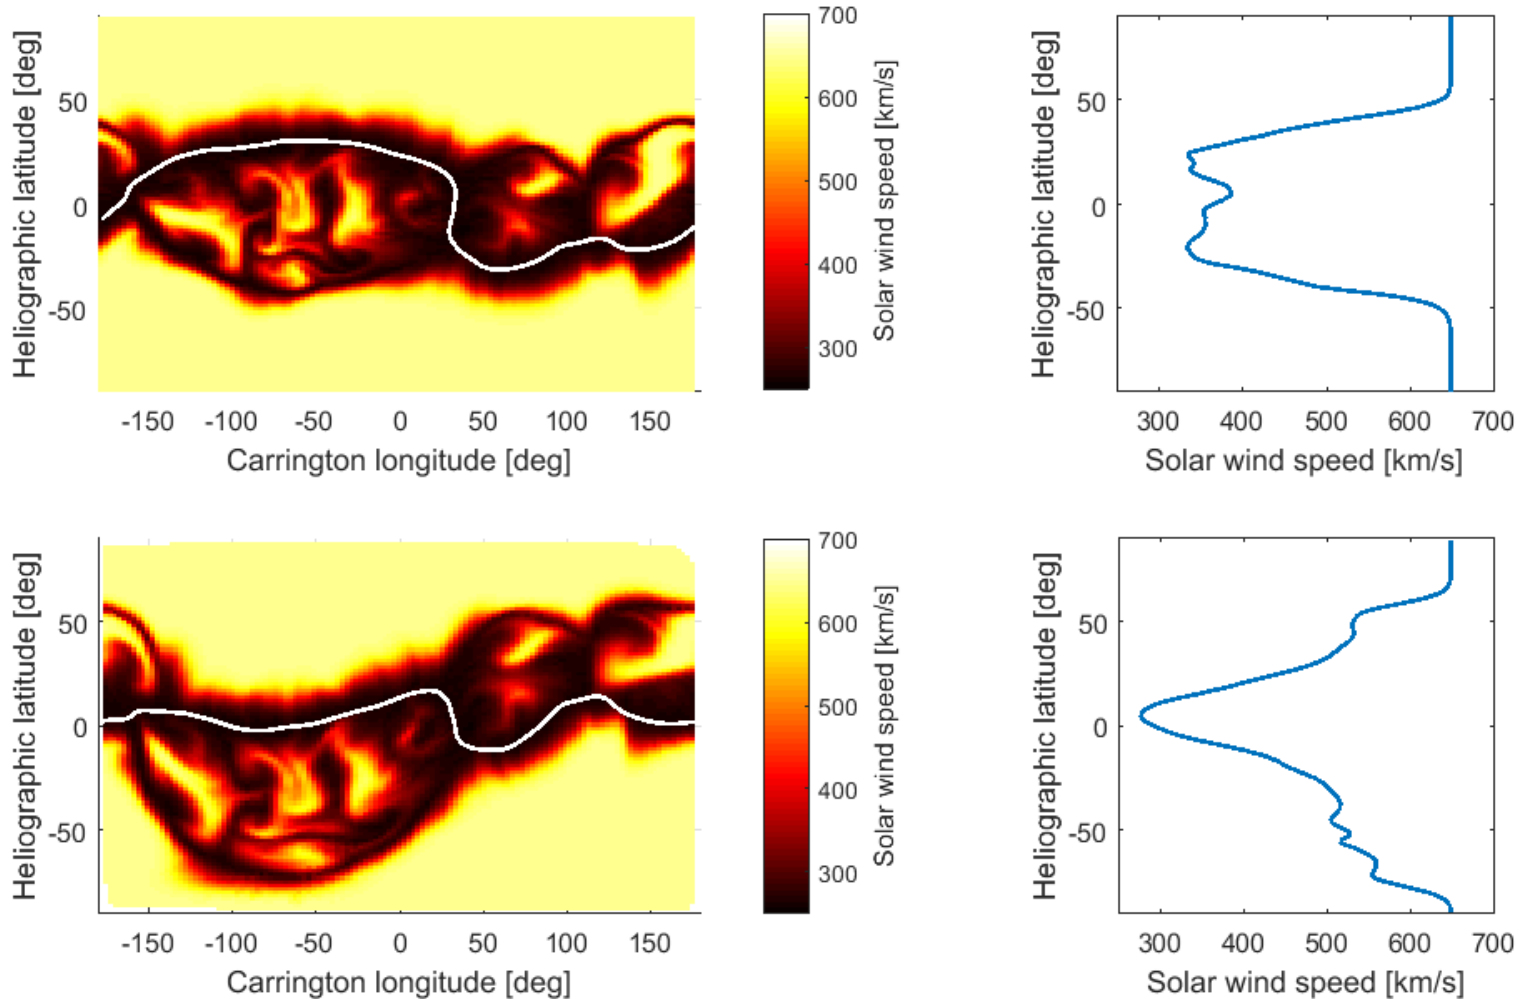 Heliographic latitude [deg]
50
0
-50
-150 -100 -50 0 50 100 150
Carrington longitude [deg]
700
600
500
400
300
Solar wind speed [km/s]
Heliographic latitude [deg]
50
0
-50
300 400 500 600 700
Solar wind speed [km/s]
Heliographic latitude [deg]
50
0
-50
-150 -100 -50 0 50 100 150
Carrington longitude [deg]
700
600
500
400
300
Solar wind speed [km/s]
Heliographic latitude [deg]
50
0
-50
300 400 500 600 700
Solar wind speed [km/s]